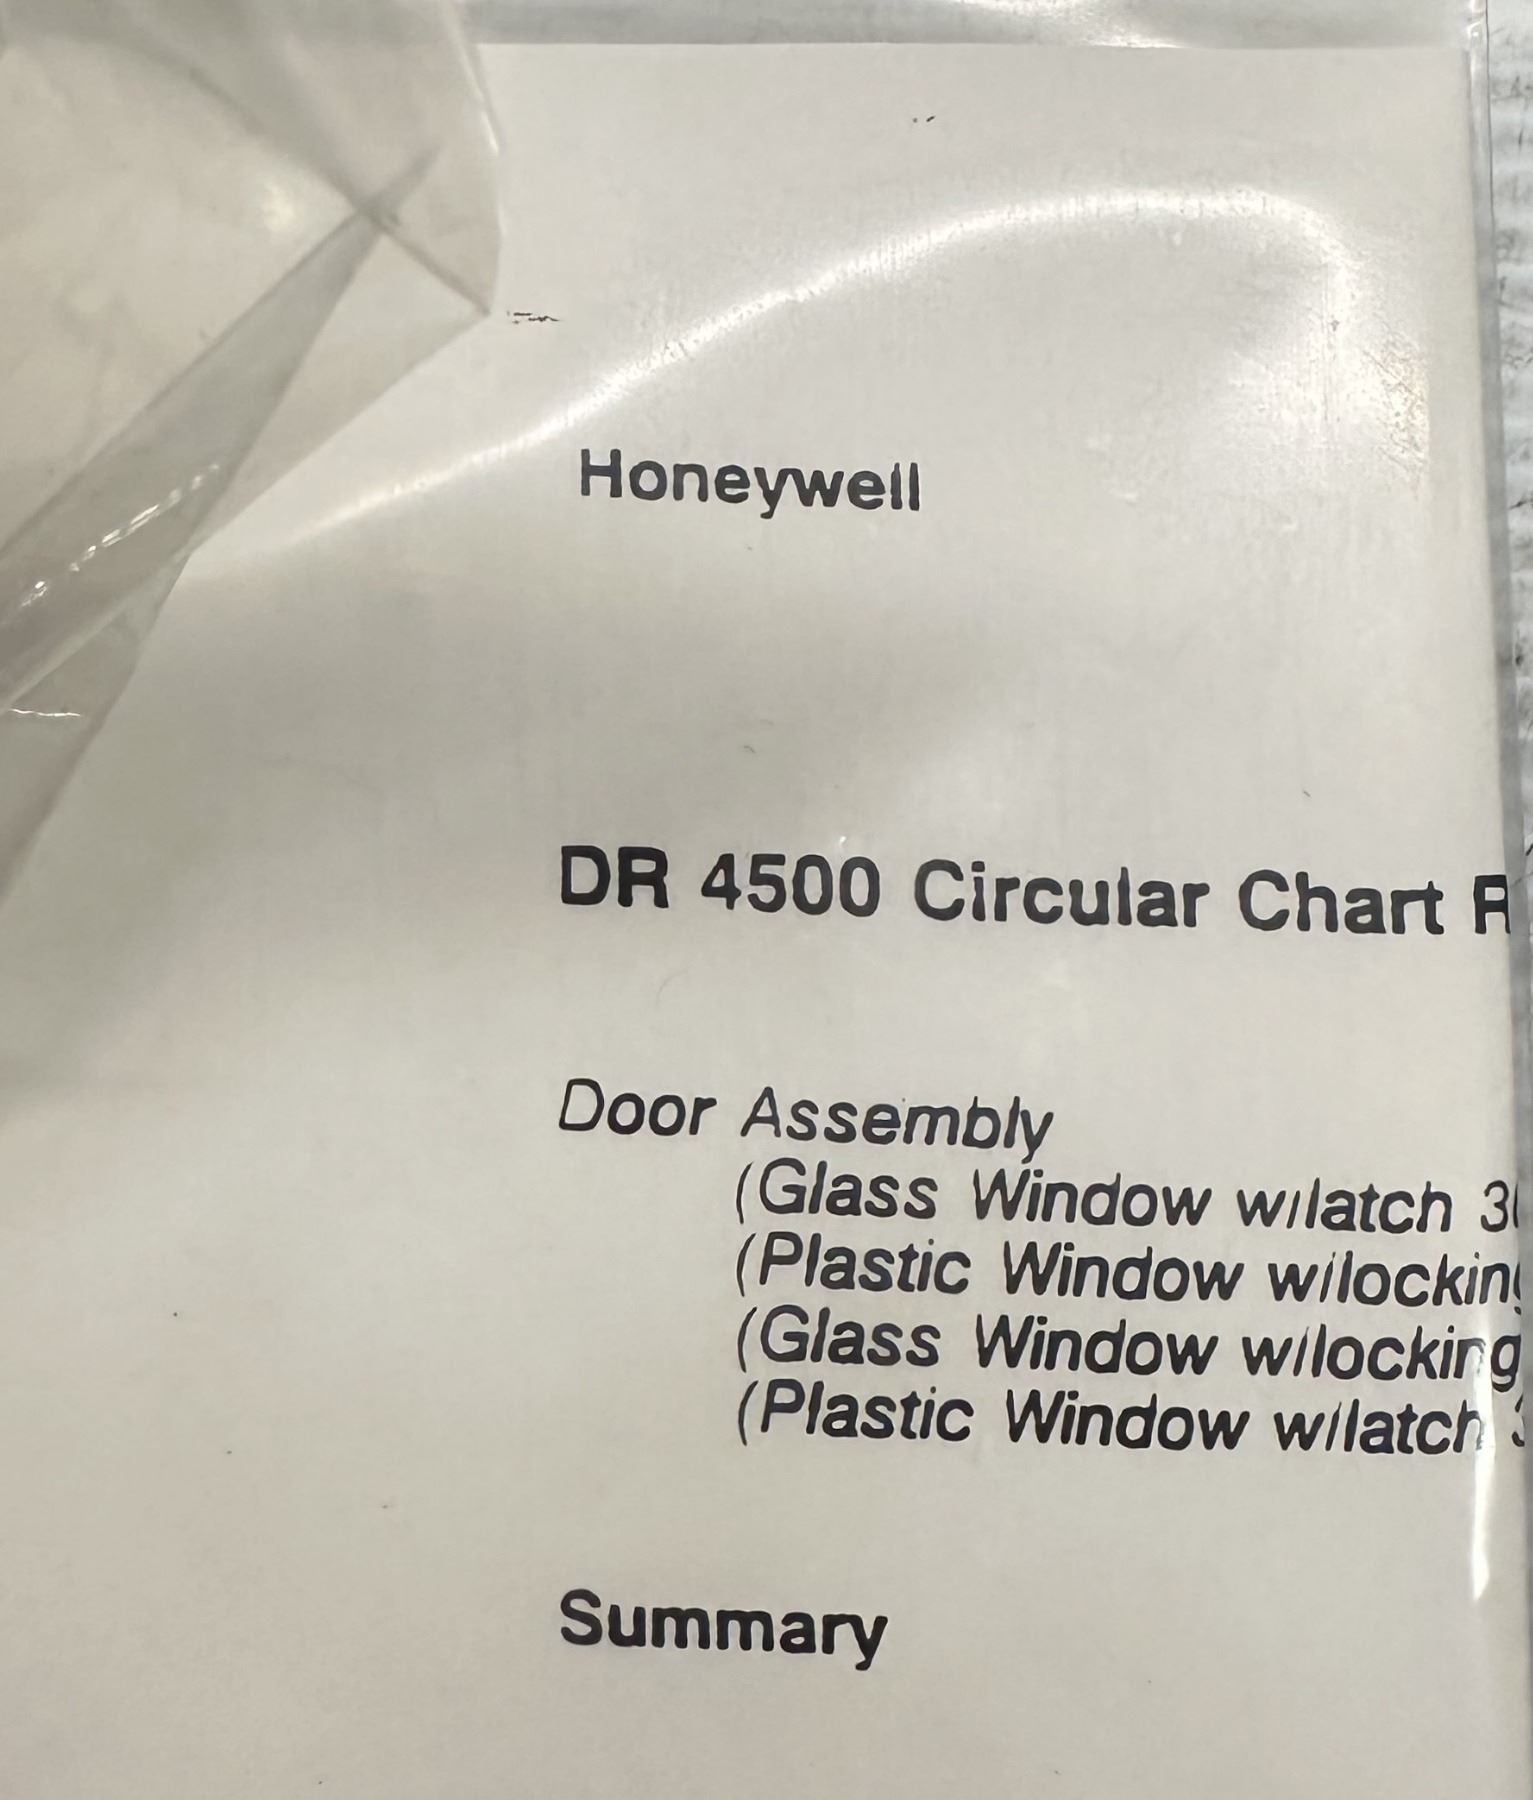 Honeywell
DR 4500 Circular Chart
Door Assembly
(Glass Window w/latch
(Plastic Window w/lockin
(Glass Window w/locking
(Plastic Window w/latch
Summary